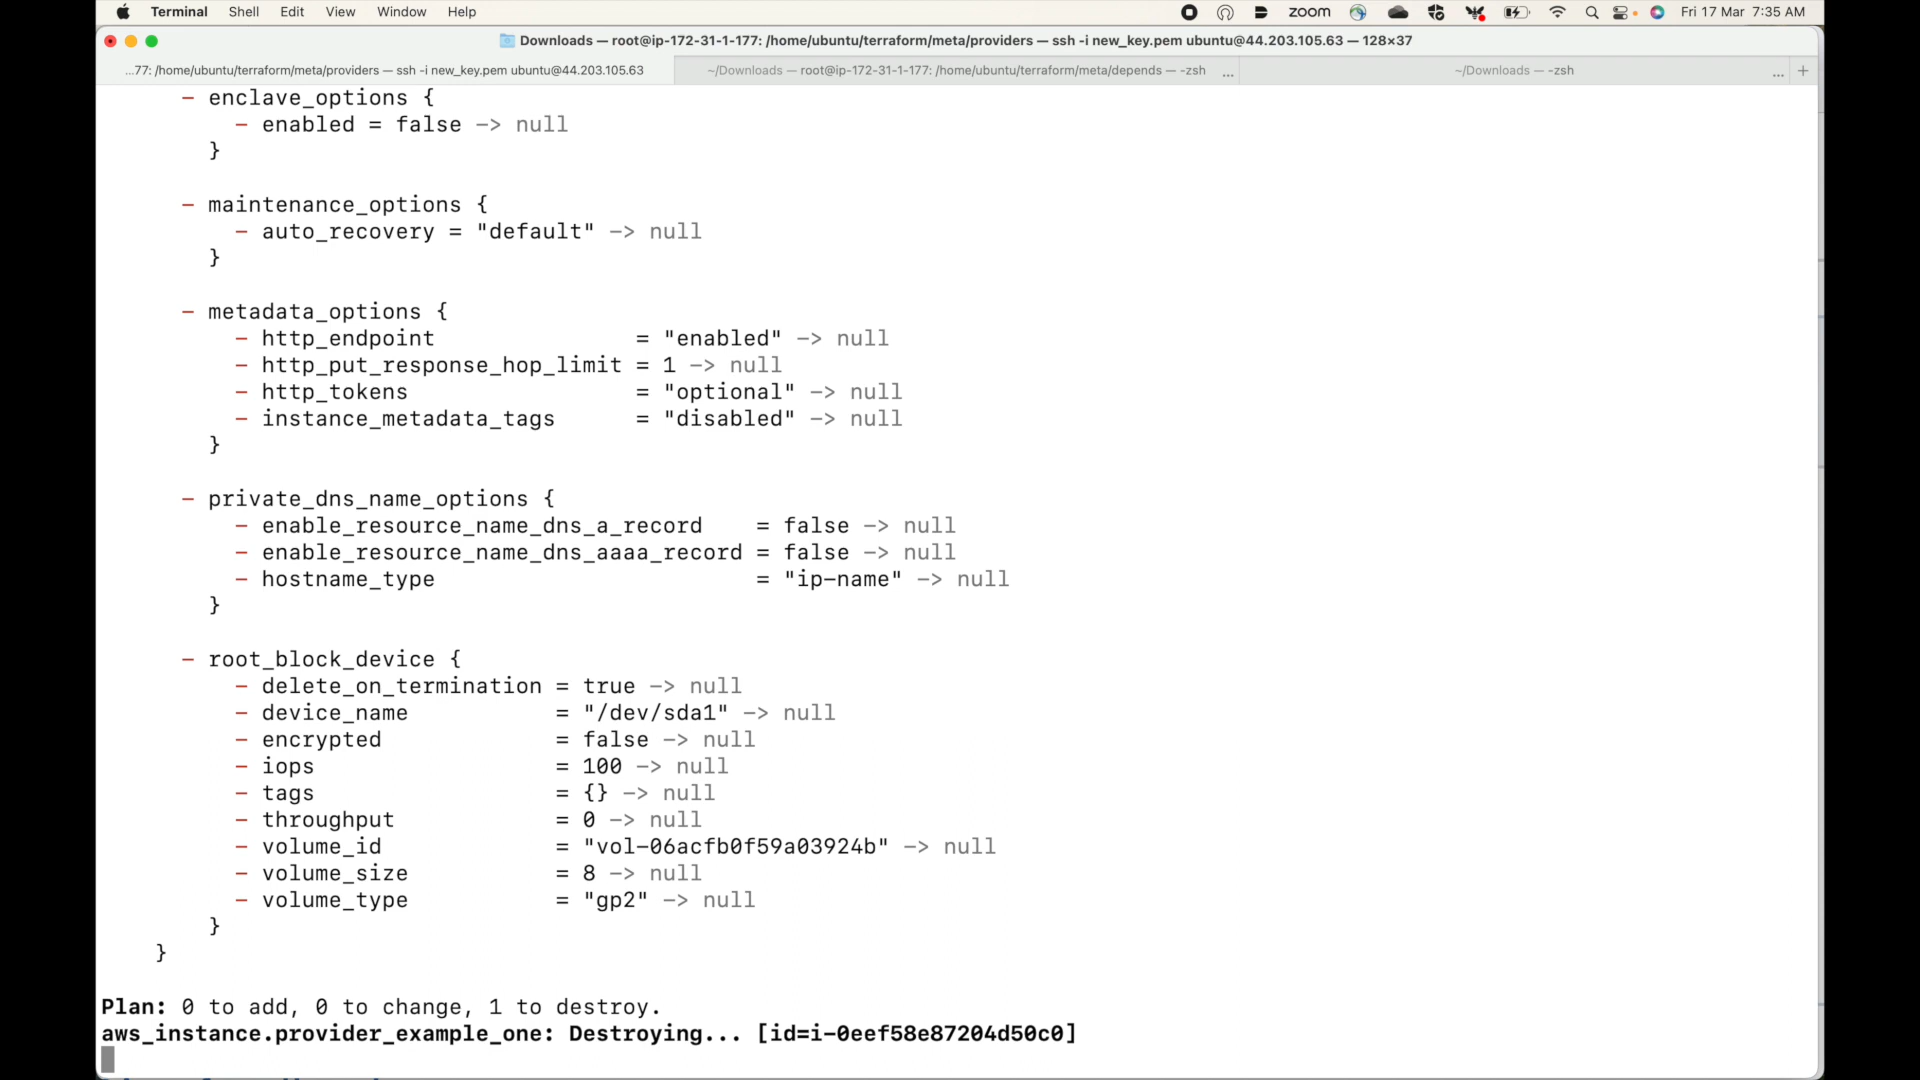 Terminal Shell Edit View Window Help zoom Fri 17 Mar 7:35 AM
Downloads — root@ip-172-31-1-177: /home/ubuntu/terraform/meta/providers — ssh -i new_key.pem ubuntu@44.203.105.63 — 128×37
...77: /home/ubuntu/terraform/meta/providers — ssh -i new_key.pem ubuntu@44.203.105.63 ~/Downloads — root@ip-172-31-1-177: /home/ubuntu/terraform/meta/depends — -zsh ... ~/Downloads — -zsh ... +
- enclave_options {
- enabled = false -> null
}
- maintenance_options {
- auto_recovery = "default" -> null
}
- metadata_options {
- http_endpoint = "enabled" -> null
- http_put_response_hop_limit = 1 -> null
- http_tokens = "optional" -> null
- instance_metadata_tags = "disabled" -> null
}
- private_dns_name_options {
- enable_resource_name_dns_a_record = false -> null
- enable_resource_name_dns_aaaa_record = false -> null
- hostname_type = "ip-name" -> null
}
- root_block_device {
- delete_on_termination = true -> null
- device_name = "/dev/sda1" -> null
- encrypted = false -> null
- iops = 100 -> null
- tags = {} -> null
- throughput = 0 -> null
- volume_id = "vol-06acfb0f59a03924b" -> null
- volume_size = 8 -> null
- volume_type = "gp2" -> null
}
}
Plan: 0 to add, 0 to change, 1 to destroy.
aws_instance.provider_example_one: Destroying... [id=i-0eef58e87204d50c0]